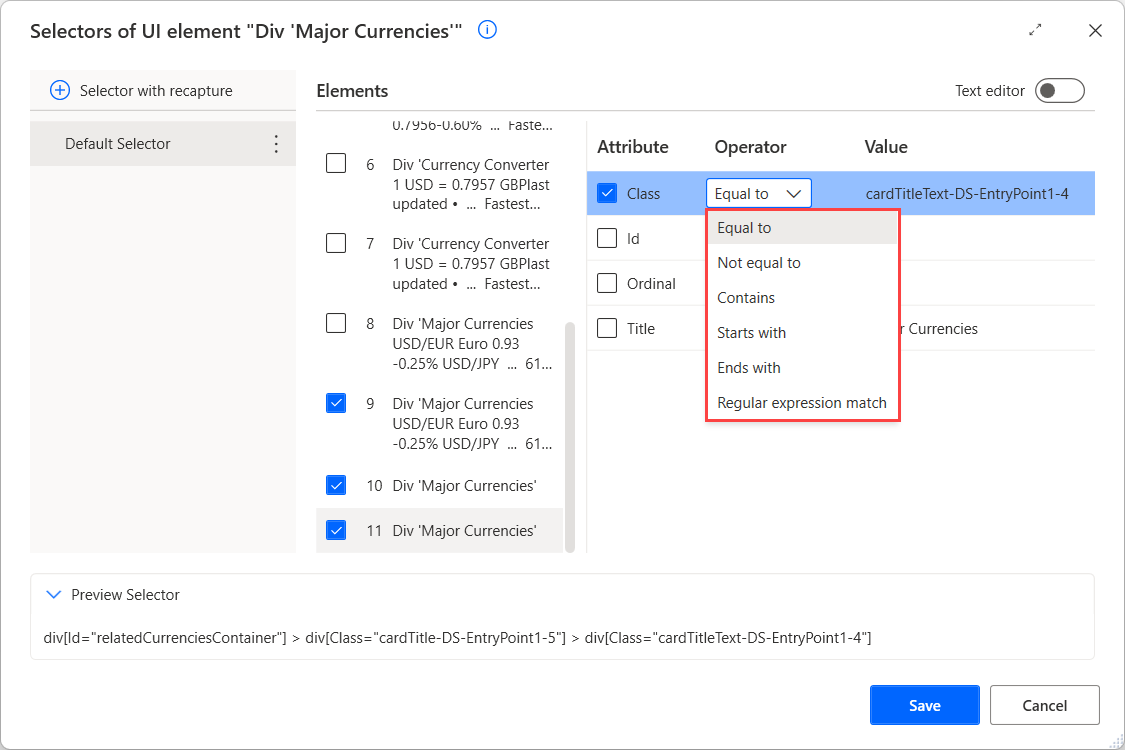 Selectors of UI element "Div 'Major Currencies'"
Selector with recapture
Default Selector
Elements
Text editor
0.7956-0.60% ... Faste...
6 Div 'Currency Converter
1 USD = 0.7957 GBPlast
updated • ... Fastest...
7 Div 'Currency Converter
1 USD = 0.7957 GBPlast
updated • ... Fastest...
8 Div 'Major Currencies
USD/EUR Euro 0.93
-0.25% USD/JPY ... 61...
9 Div 'Major Currencies
USD/EUR Euro 0.93
-0.25% USD/JPY ... 61...
10 Div 'Major Currencies'
11 Div 'Major Currencies'
Attribute Operator Value
Class Equal to cardTitleText-DS-EntryPoint1-4
Id
Ordinal
Title r Currencies
Equal to
Not equal to
Contains
Starts with
Ends with
Regular expression match
Preview Selector
div[Id="relatedCurrenciesContainer"] > div[Class="cardTitle-DS-EntryPoint1-5"] > div[Class="cardTitleText-DS-EntryPoint1-4"]
Save
Cancel